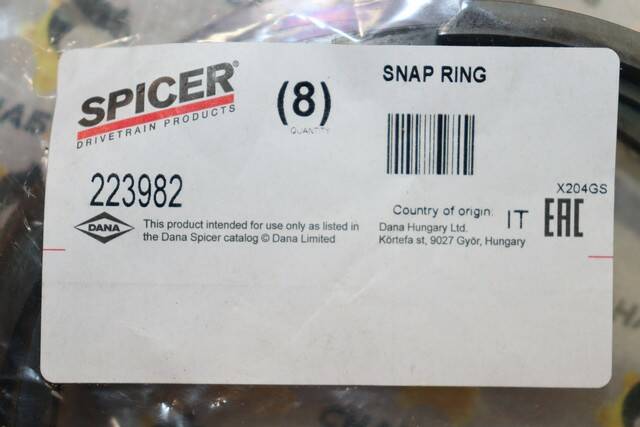 SPICER®
DRIVETRAIN PRODUCTS
(8)
QUANTITY
SNAP RING
223982
X204GS
DANA
This product intended for use only as listed in
the Dana Spicer catalog © Dana Limited
Country of origin: IT
Dana Hungary Ltd.
Körtefa st, 9027 Győr, Hungary
EAC